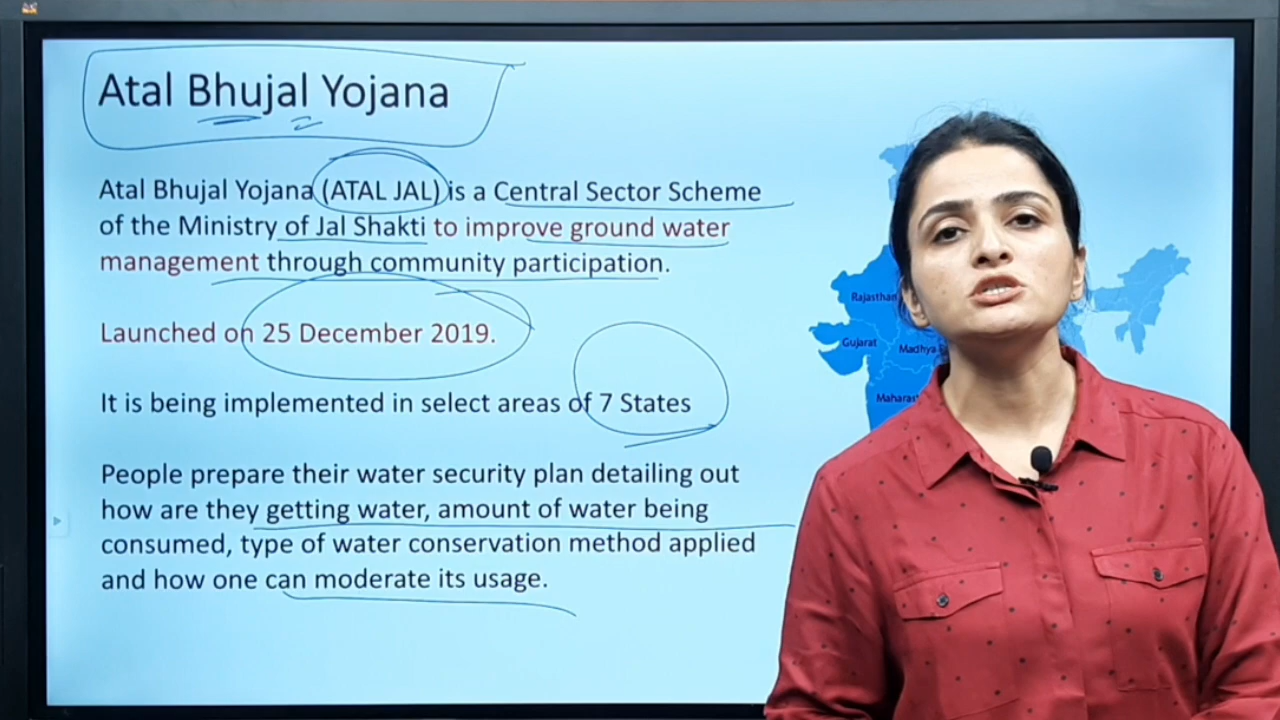 Atal Bhujal Yojana
Atal Bhujal Yojana (ATAL JAL) is a Central Sector Scheme
of the Ministry of Jal Shakti to improve ground water
management through community participation.
Launched on 25 December 2019.
It is being implemented in select areas of 7 States
People prepare their water security plan detailing out
how are they getting water, amount of water being
consumed, type of water conservation method applied
and how one can moderate its usage.
Rajasthan
Gujarat
Madhya